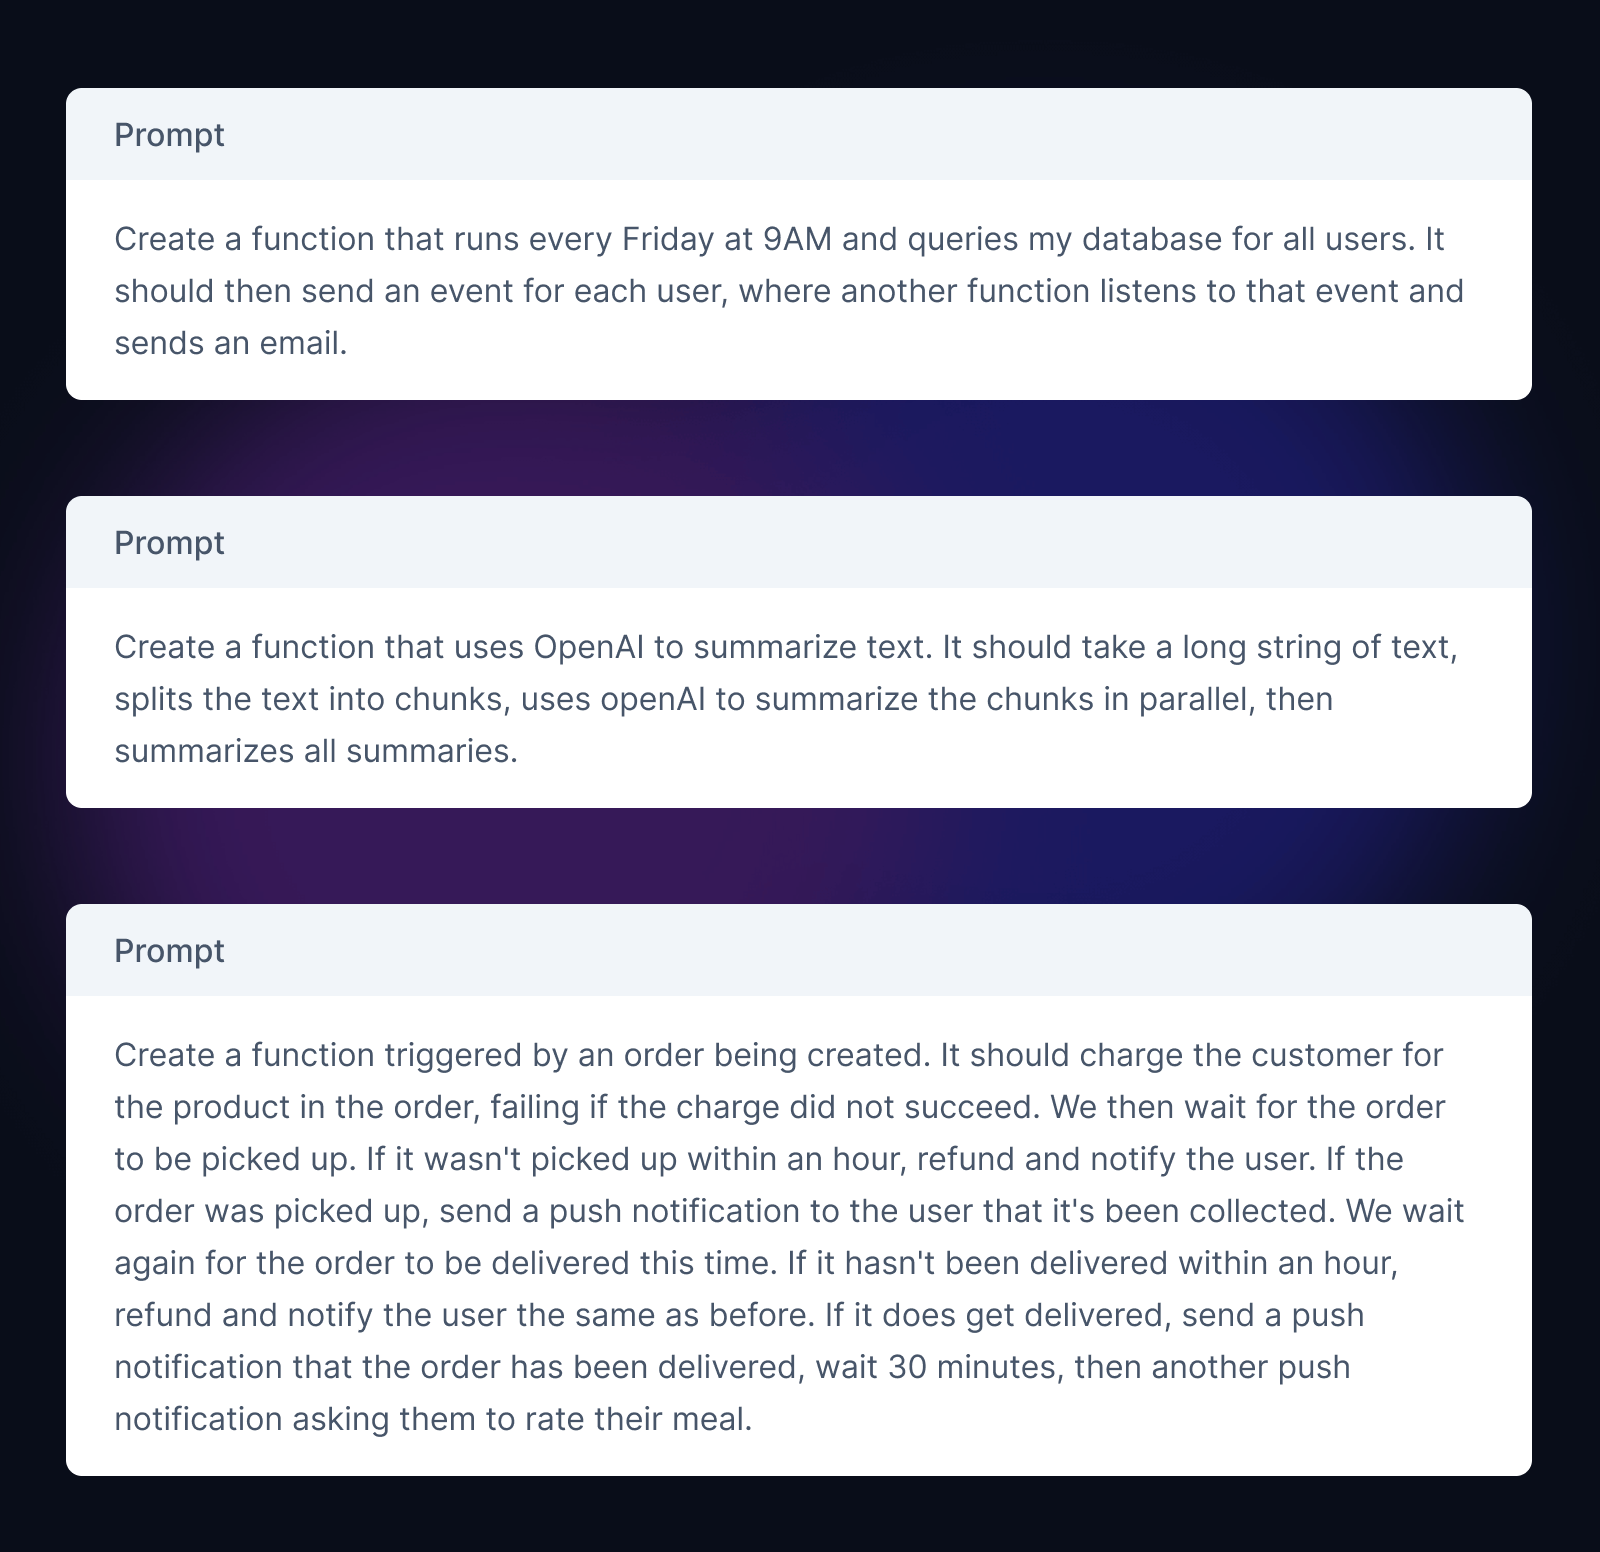 Prompt
Create a function that runs every Friday at 9AM and queries my database for all users. It
should then send an event for each user, where another function listens to that event and
sends an email.
Prompt
Create a function that uses OpenAI to summarize text. It should take a long string of text,
splits the text into chunks, uses openAI to summarize the chunks in parallel, then
summarizes all summaries.
Prompt
Create a function triggered by an order being created. It should charge the customer for
the product in the order, failing if the charge did not succeed. We then wait for the order
to be picked up. If it wasn't picked up within an hour, refund and notify the user. If the
order was picked up, send a push notification to the user that it's been collected. We wait
again for the order to be delivered this time. If it hasn't been delivered within an hour,
refund and notify the user the same as before. If it does get delivered, send a push
notification that the order has been delivered, wait 30 minutes, then another push
notification asking them to rate their meal.